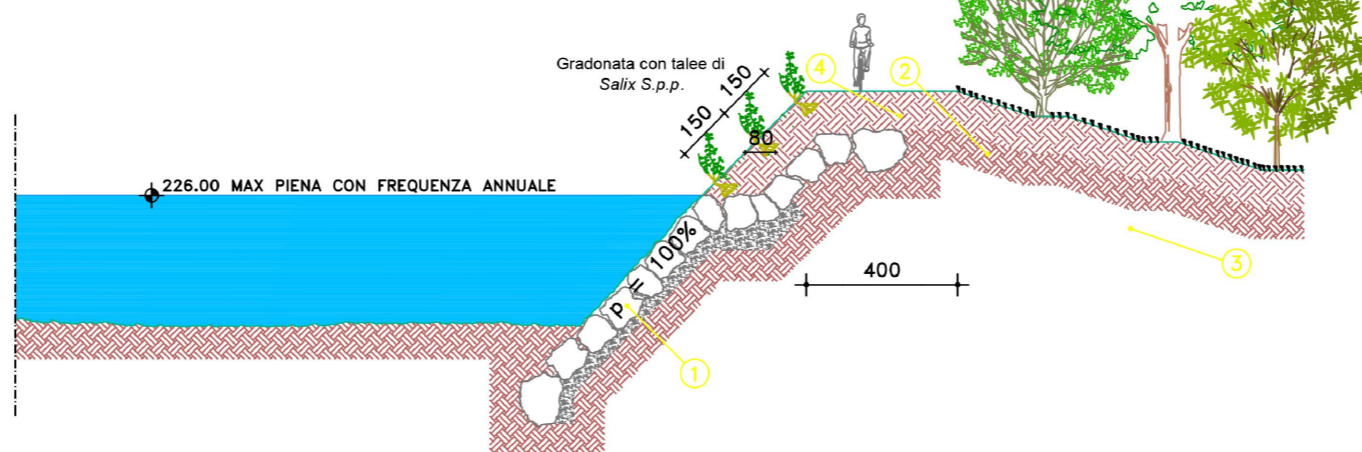 Gradonata con talee di
Salix S.p.p.
150
150
80
4
2
226.00 MAX PIENA CON FREQUENZA ANNUALE
p = 100%
400
3
1